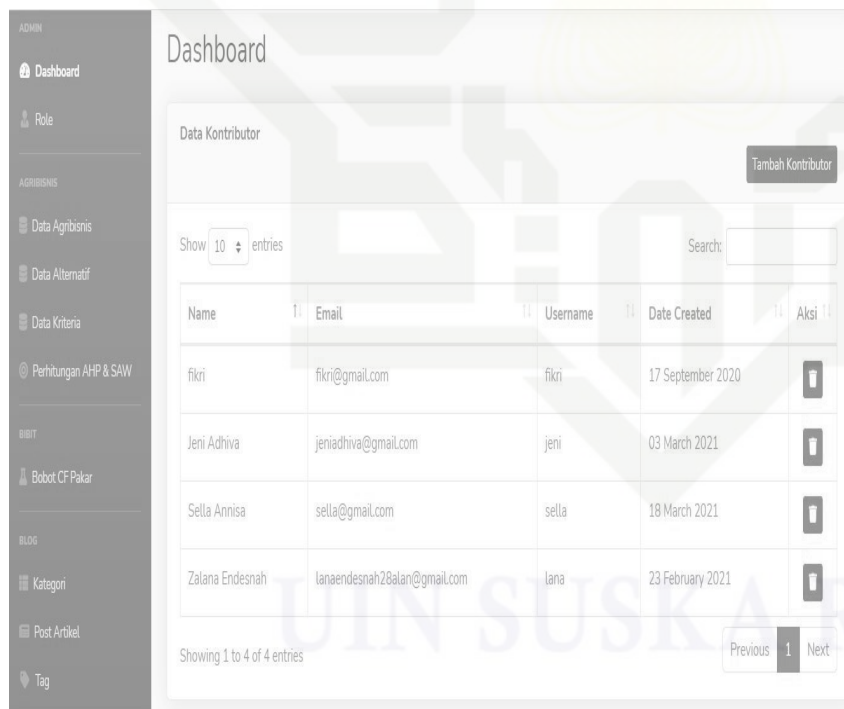 ADMIN
Dashboard
Role
AGRIBISNIS
Data Agribisnis
Data Alternatif
Data Kriteria
Perhitungan AHP & SAW
BIBIT
Bobot CF Pakar
BLOG
Kategori
Post Artikel
Tag
Dashboard
Data Kontributor
Tambah Kontributor
Show 10 entries
Search:
Name Email Username Date Created Aksi
fikri fikri@gmail.com fikri 17 September 2020
Jeni Adhiva jeniadhiva@gmail.com jeni 03 March 2021
Sella Annisa sella@gmail.com sella 18 March 2021
Zalana Endesnah lanaendesnah28alan@gmail.com lana 23 February 2021
UIN SUSKA
Showing 1 to 4 of 4 entries
Previous 1 Next